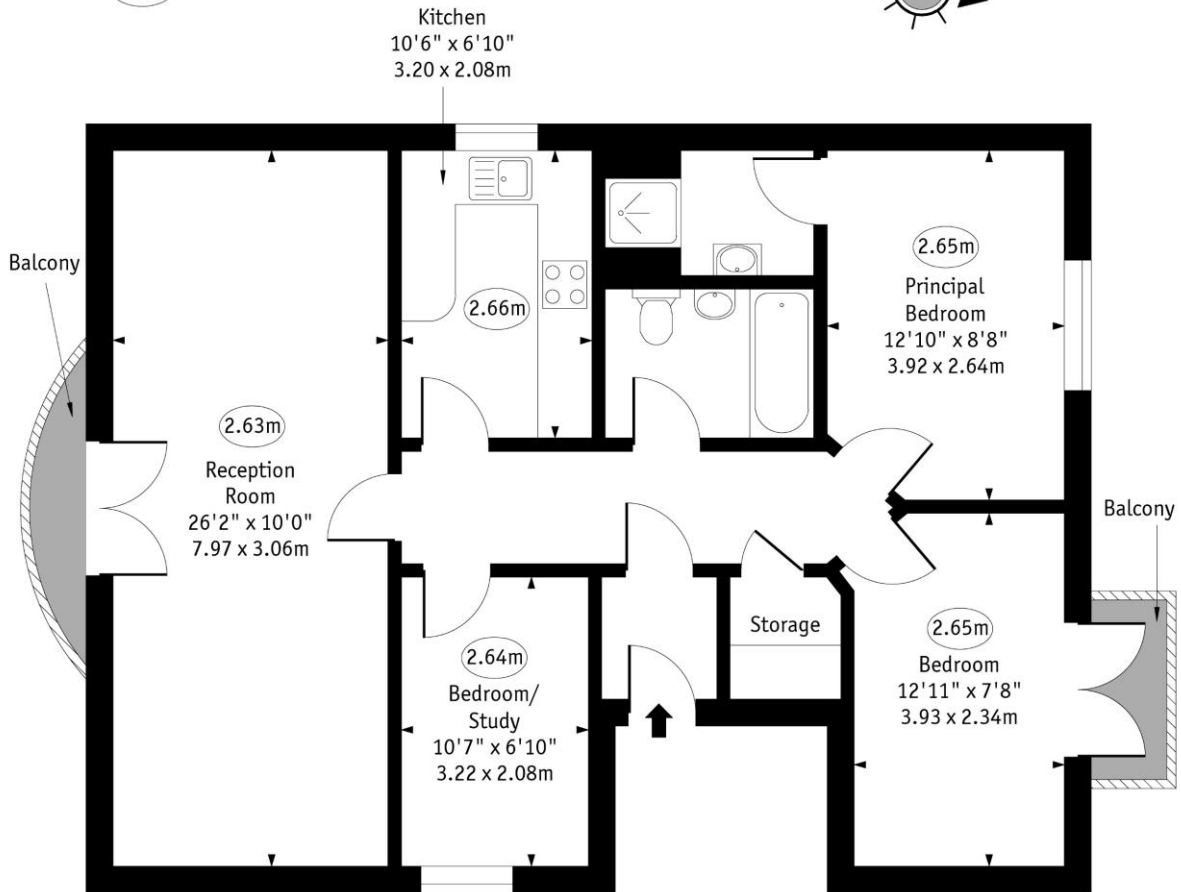 Kitchen
10'6" x 6'10"
3.20 x 2.08m
Balcony
2.66m
2.65m
Principal
Bedroom
12'10" x 8'8"
3.92 x 2.64m
2.63m
Reception
Room
26'2" x 10'0"
7.97 x 3.06m
Balcony
2.64m
Bedroom/
Study
10'7" x 6'10"
3.22 x 2.08m
Storage
2.65m
Bedroom
12'11" x 7'8"
3.93 x 2.34m